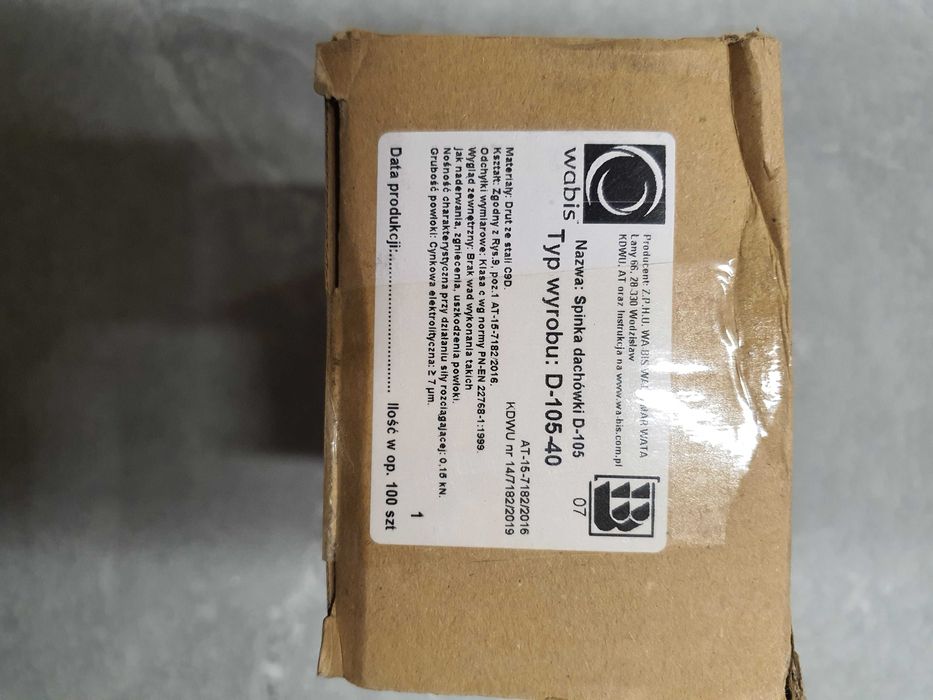 wabis
Producent: Z.P.H.U. WA-BIS WATA
Łany 66, 28-330 Wodzisław
KDWU, AT oraz Instrukcja na www.wa-bis.com.pl
07
Nazwa: Spinka dachówki D-105
Typ wyrobu: D-105-40
AT-15-7182/2016
KDWU nr 14/7182/2019
Materiały: Drut ze stali C9D.
Kształt: Zgodny z Rys.9, poz.1 AT-15-7182/2016.
Odchyłki wymiarowe: Klasa c wg normy PN-EN 22768-1:1999.
Wygląd zewnętrzny: Brak wad wykonania takich
jak naderwania, zgniecenia, uszkodzenia powłoki.
Nośność charakterystyczna przy działaniu siły rozciągającej: 0,15 kN.
Grubość powłoki: Cynkowa elektrolityczna: ≥ 7 µm.
1
Data produkcji:................................ Ilość w op. 100 szt